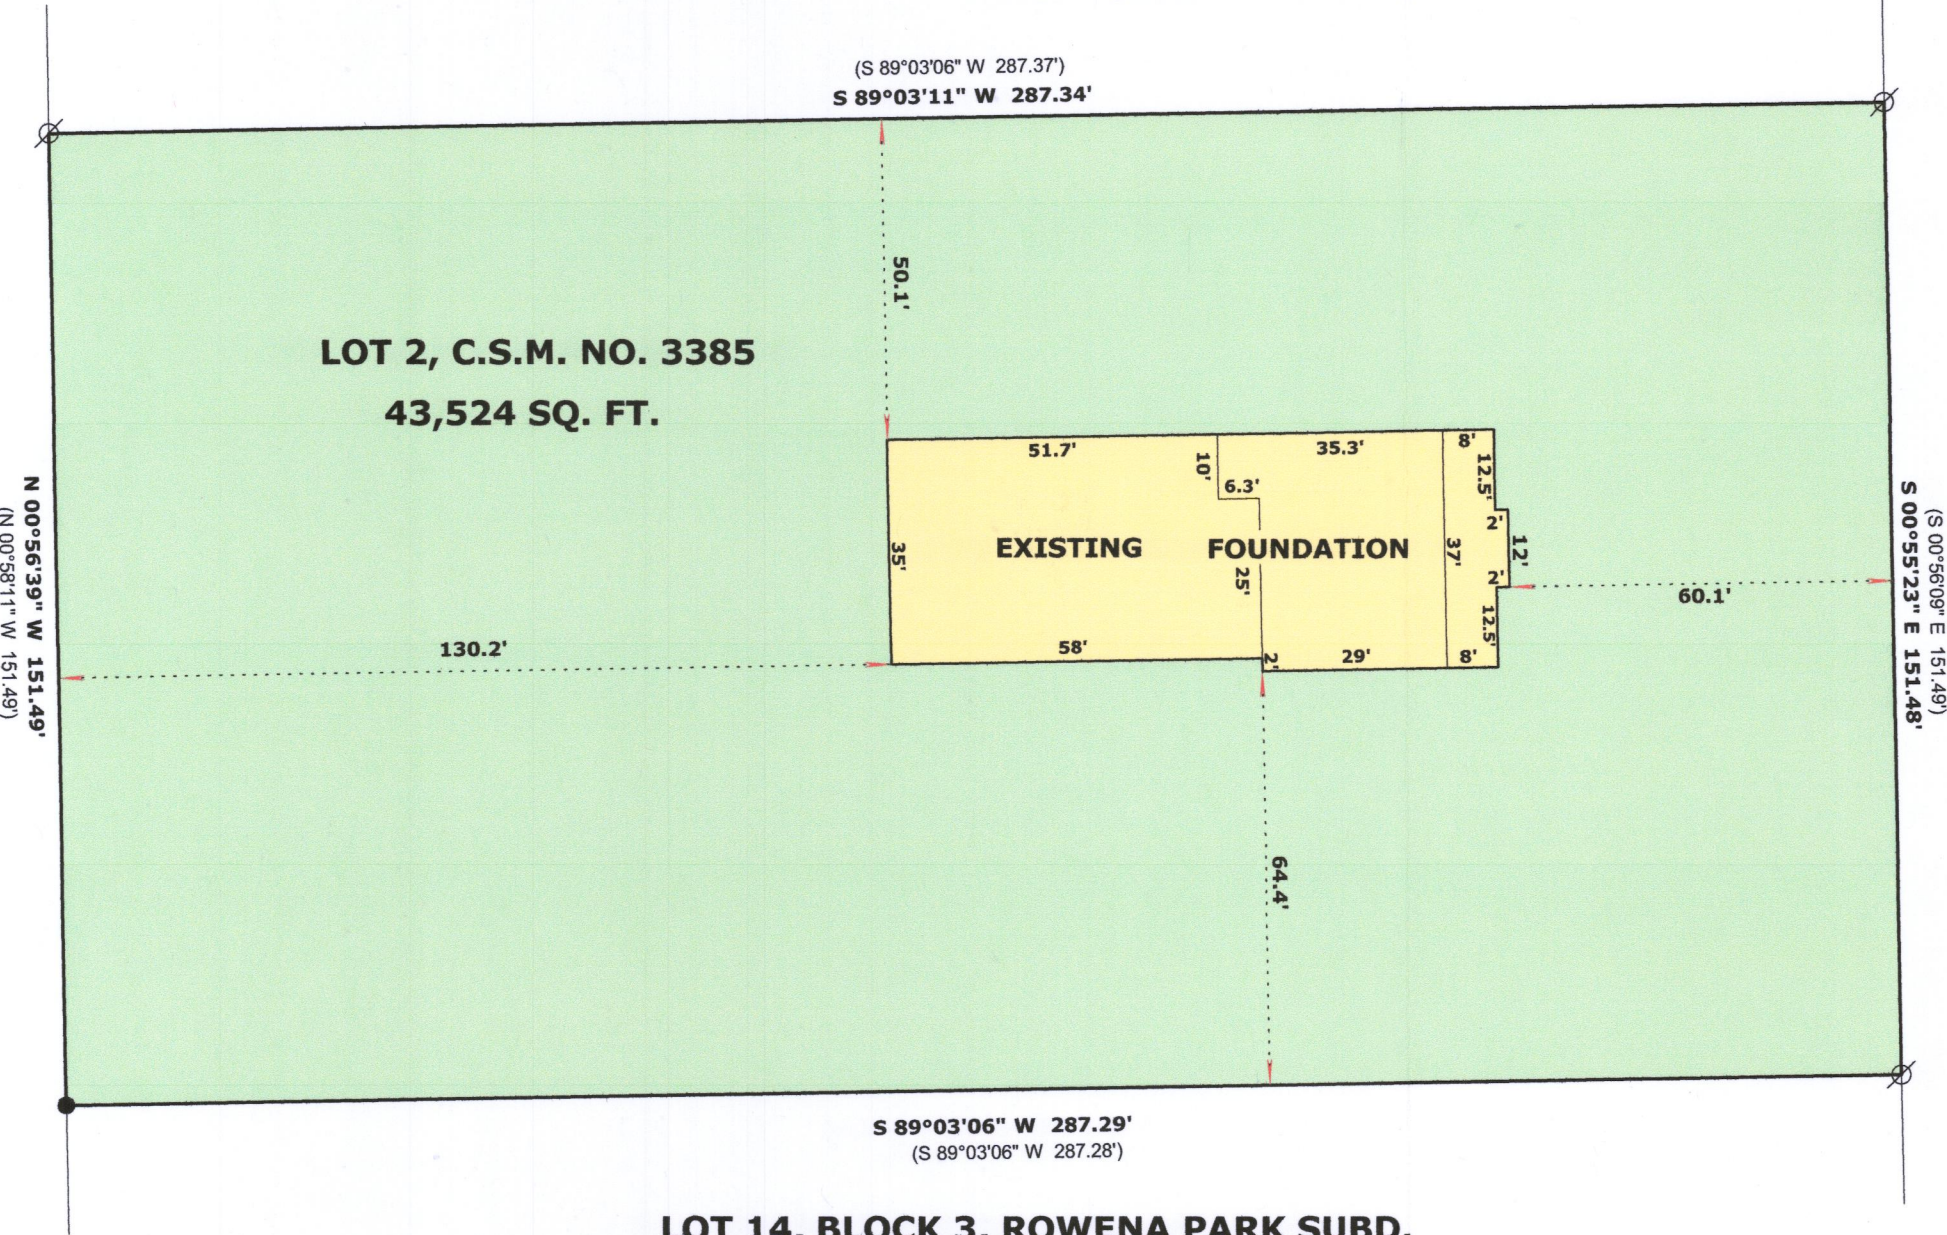 (S 89°03'06" W 287.37')
S 89°03'11" W 287.34'
50.1'
LOT 2, C.S.M. NO. 3385
43,524 SQ. FT.
51.7'
10'
6.3'
35.3'
8'
12.5'
2'
12'
2'
12.5'
37'
35'
EXISTING FOUNDATION
25'
58'
2'
29'
8'
60.1'
130.2'
64.4'
N 00°56'39" W 151.49'
(N 00°58'11" W 151.49')
S 00°55'23" E 151.48'
(S 00°56'09" E 151.49')
S 89°03'06" W 287.29'
(S 89°03'06" W 287.28')
LOT 14, BLOCK 3, ROWENA PARK SUBD.